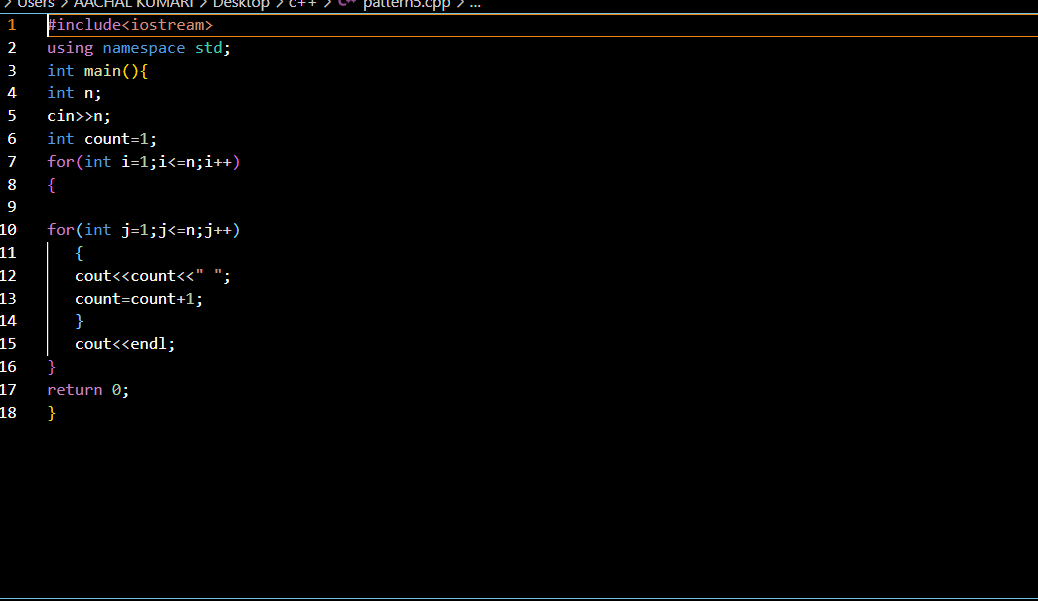 > Users > AACHAL KUMARI > Desktop > c++ > C++ pattern5.cpp > ...
1 #include<iostream>
2 using namespace std;
3 int main(){
4 int n;
5 cin>>n;
6 int count=1;
7 for(int i=1;i<=n;i++)
8 {
9
10 for(int j=1;j<=n;j++)
11 {
12 cout<<count<<" ";
13 count=count+1;
14 }
15 cout<<endl;
16 }
17 return 0;
18 }